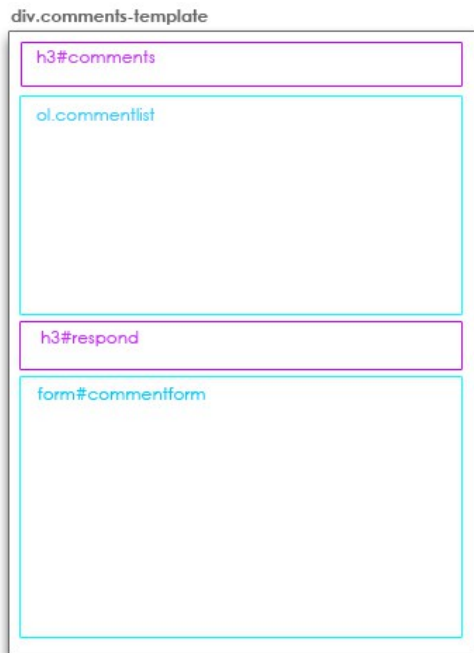 div.comments-template
h3#comments
ol.commentlist
h3#respond
form#commentform